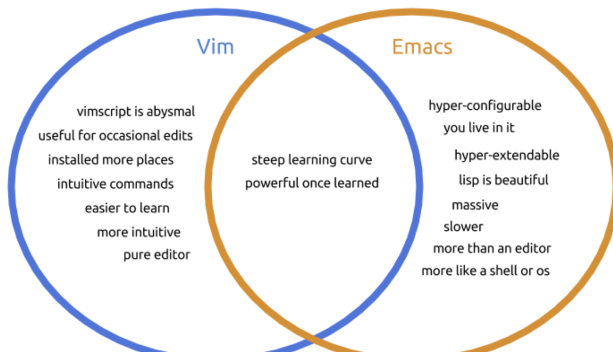 Vim
Emacs
vimscript is abysmal
useful for occasional edits
installed more places
intuitive commands
easier to learn
more intuitive
pure editor
steep learning curve
powerful once learned
hyper-configurable
you live in it
hyper-extendable
lisp is beautiful
massive
slower
more than an editor
more like a shell or os